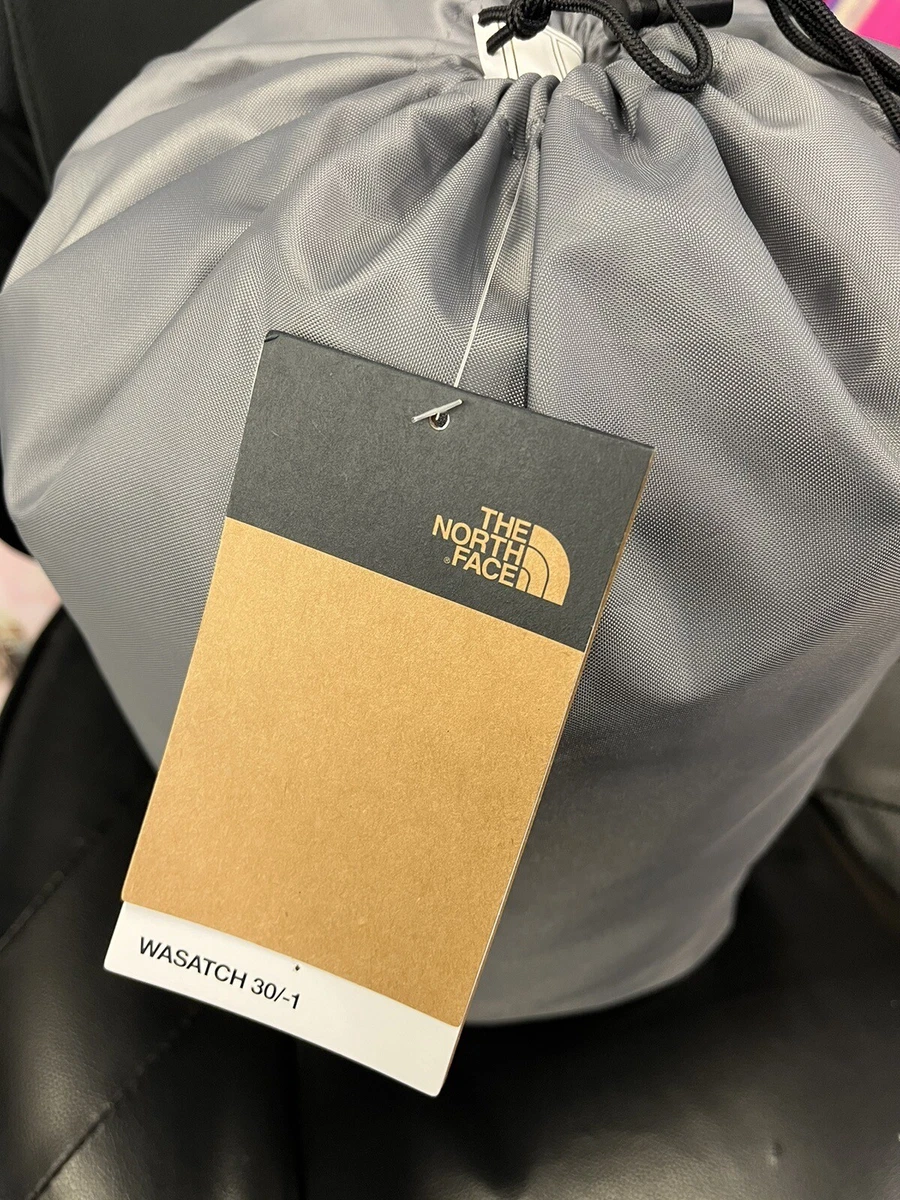 THE
NORTH
® FACE
WASATCH 30/-1